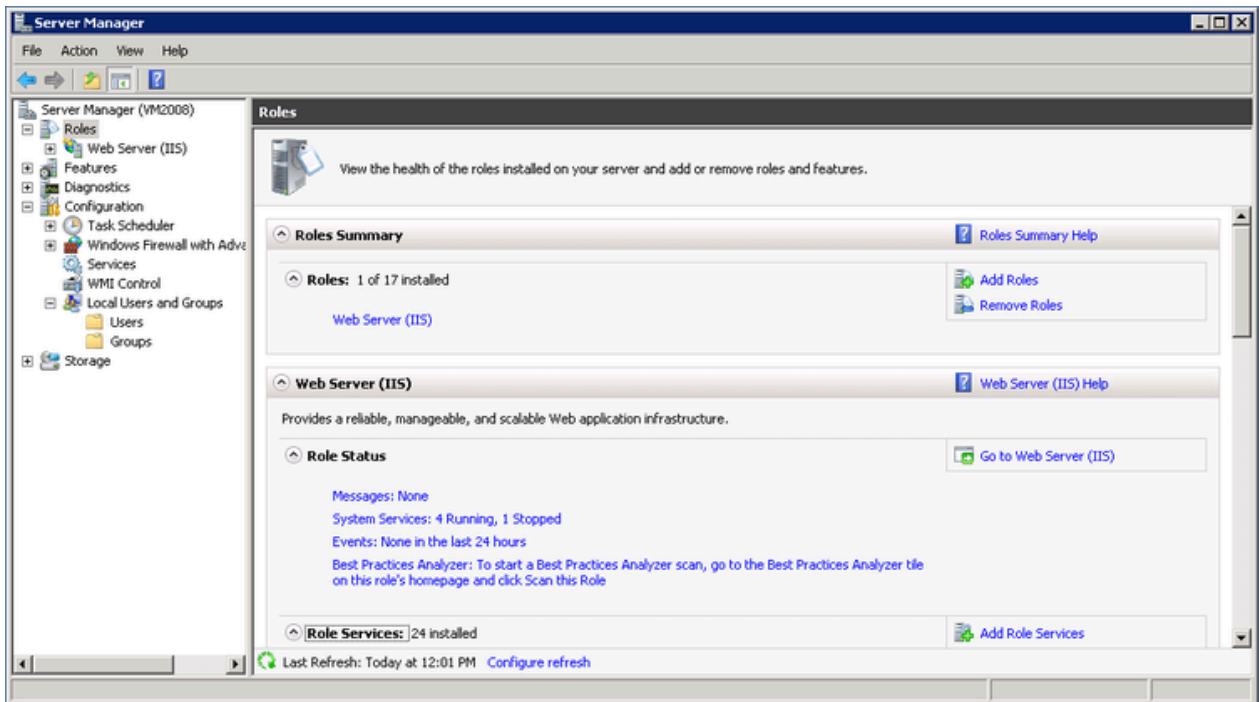 Server Manager
File Action View Help
Server Manager (VM2008)
Roles
Web Server (IIS)
Features
Diagnostics
Configuration
Task Scheduler
Windows Firewall with Adva
Services
WMI Control
Local Users and Groups
Users
Groups
Storage
Roles
View the health of the roles installed on your server and add or remove roles and features.
Roles Summary
Roles Summary Help
Roles: 1 of 17 installed
Add Roles
Remove Roles
Web Server (IIS)
Web Server (IIS)
Web Server (IIS) Help
Provides a reliable, manageable, and scalable Web application infrastructure.
Role Status
Go to Web Server (IIS)
Messages: None
System Services: 4 Running, 1 Stopped
Events: None in the last 24 hours
Best Practices Analyzer: To start a Best Practices Analyzer scan, go to the Best Practices Analyzer tile
on this role's homepage and click Scan this Role
Role Services: 24 installed
Add Role Services
Last Refresh: Today at 12:01 PM Configure refresh